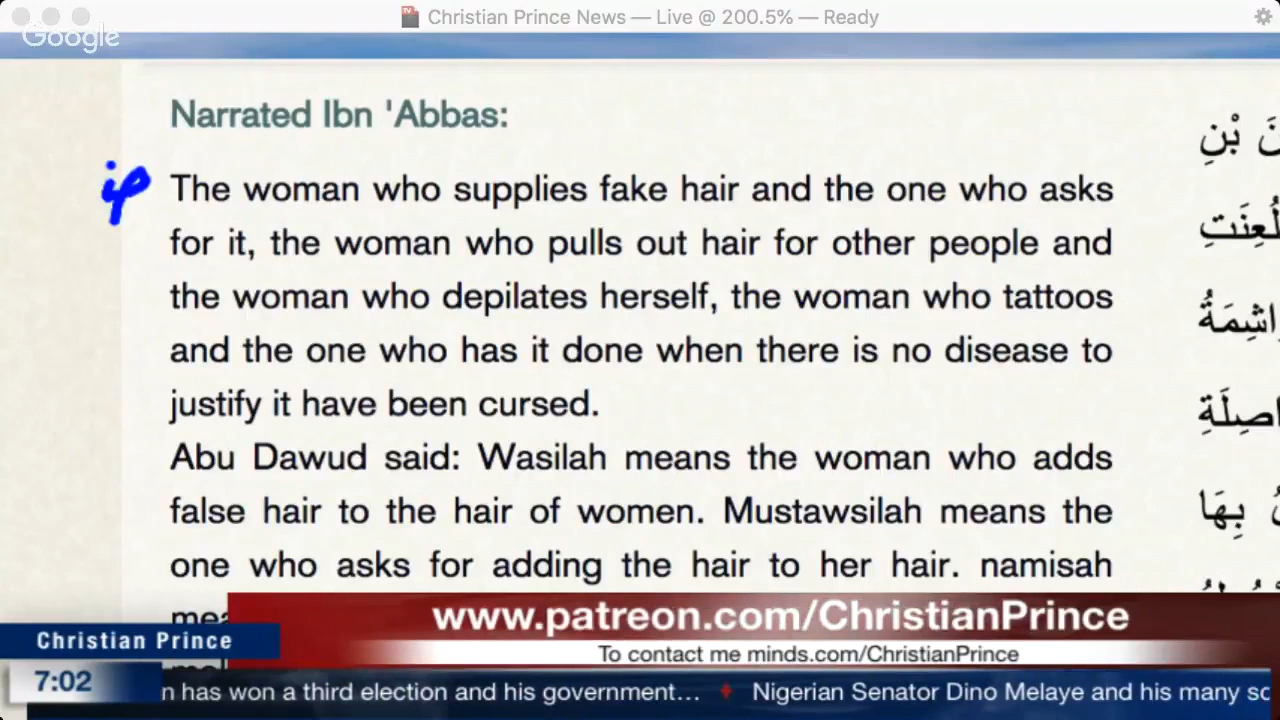 Christian Prince News — Live @ 200.5% — Ready
Google
Narrated Ibn 'Abbas:
The woman who supplies fake hair and the one who asks
for it, the woman who pulls out hair for other people and
the woman who depilates herself, the woman who tattoos
and the one who has it done when there is no disease to
justify it have been cursed.
Abu Dawud said: Wasilah means the woman who adds
false hair to the hair of women. Mustawsilah means the
one who asks for adding the hair to her hair. namisah
بْنِ
بِهَا
www.patreon.com/ChristianPrince
To contact me minds.com/ChristianPrince
Christian Prince
7:02
n has won a third election and his government... Nigerian Senator Dino Melaye and his many sc